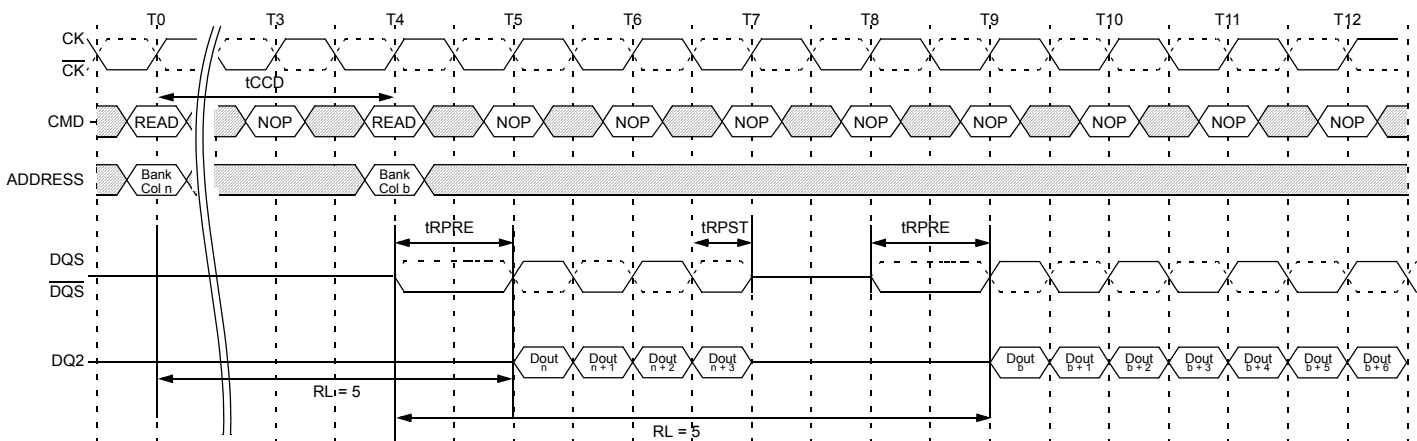 T0 T3 T4 T5 T6 T7 T8 T9 T10 T11 T12
CK
CK
tCCD
CMD READ NOP READ NOP NOP NOP NOP NOP NOP NOP NOP
ADDRESS
Bank
Col n
Bank
Col b
tRPRE tRPST tRPRE
DQS
DQS
DQ2
Dout
n
Dout
n + 1
Dout
n + 2
Dout
n + 3
Dout
b
Dout
b + 1
Dout
b + 2
Dout
b + 3
Dout
b + 4
Dout
b + 5
Dout
b + 6
RL = 5
RL = 5